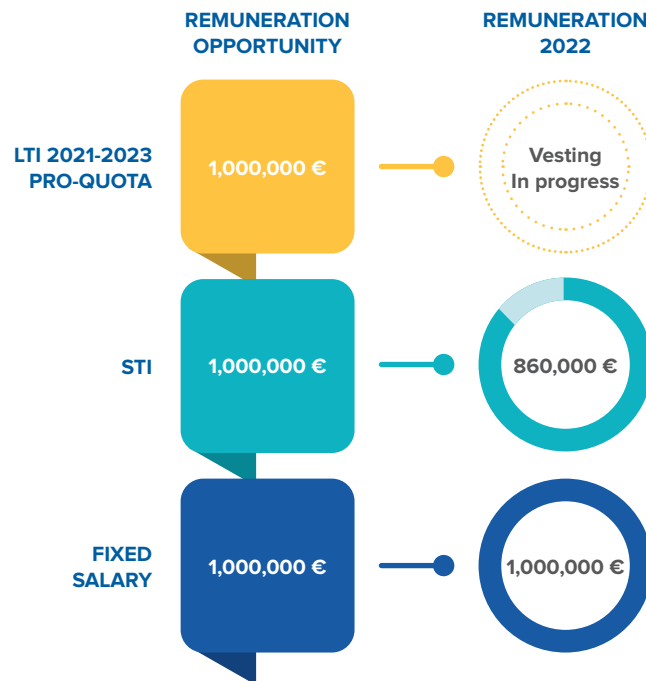 REMUNERATION
OPPORTUNITY
REMUNERATION
2022
LTI 2021-2023
PRO-QUOTA
1,000,000 €
Vesting
In progress
STI
1,000,000 €
860,000 €
FIXED
SALARY
1,000,000 €
1,000,000 €